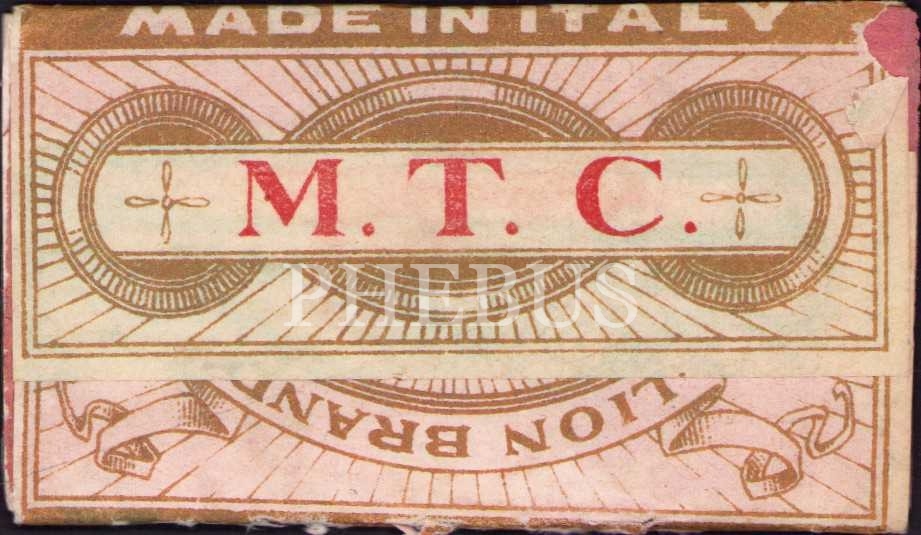 MADE IN ITALY
M. T. C.
PHEBUS
LION BRAND